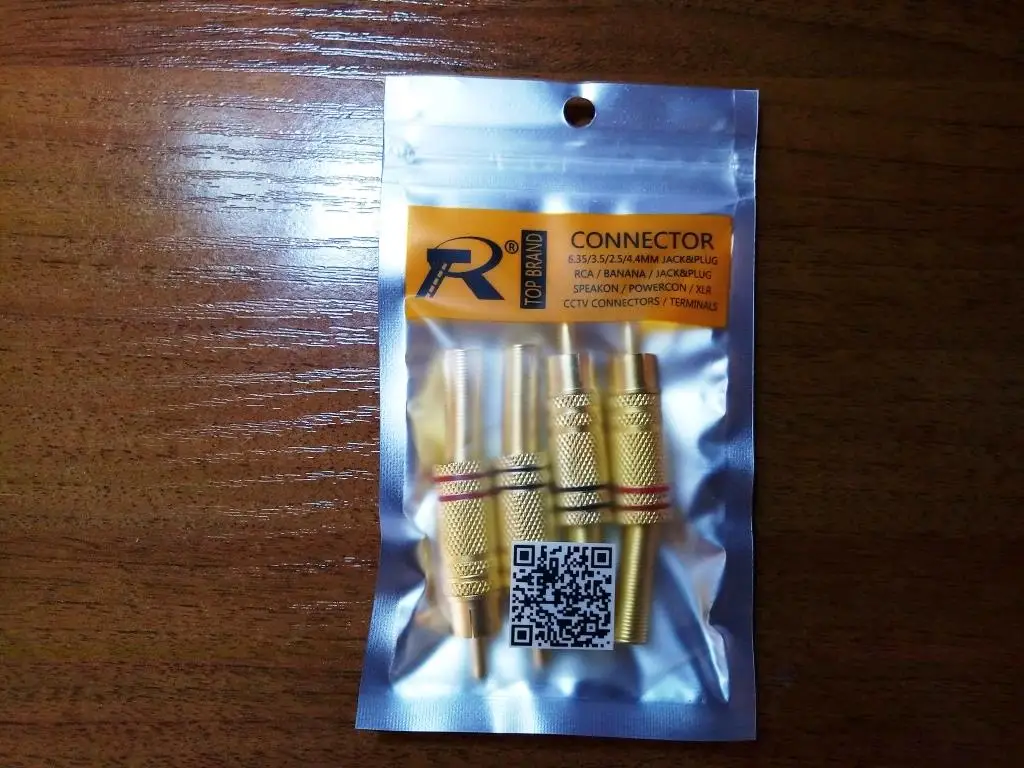 R®
TOP BRAND
CONNECTOR
6.35/3.5/2.5/4.4MM JACK&PLUG
RCA / BANANA / JACK&PLUG
SPEAKON / POWERCON / XLR
CCTV CONNECTORS / TERMINALS